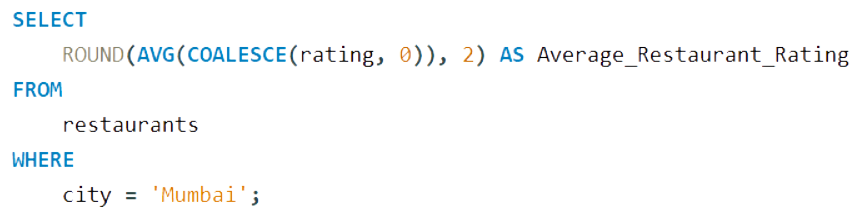 SELECT
    ROUND(AVG(COALESCE(rating, 0)), 2) AS Average_Restaurant_Rating
FROM
    restaurants
WHERE
    city = 'Mumbai';